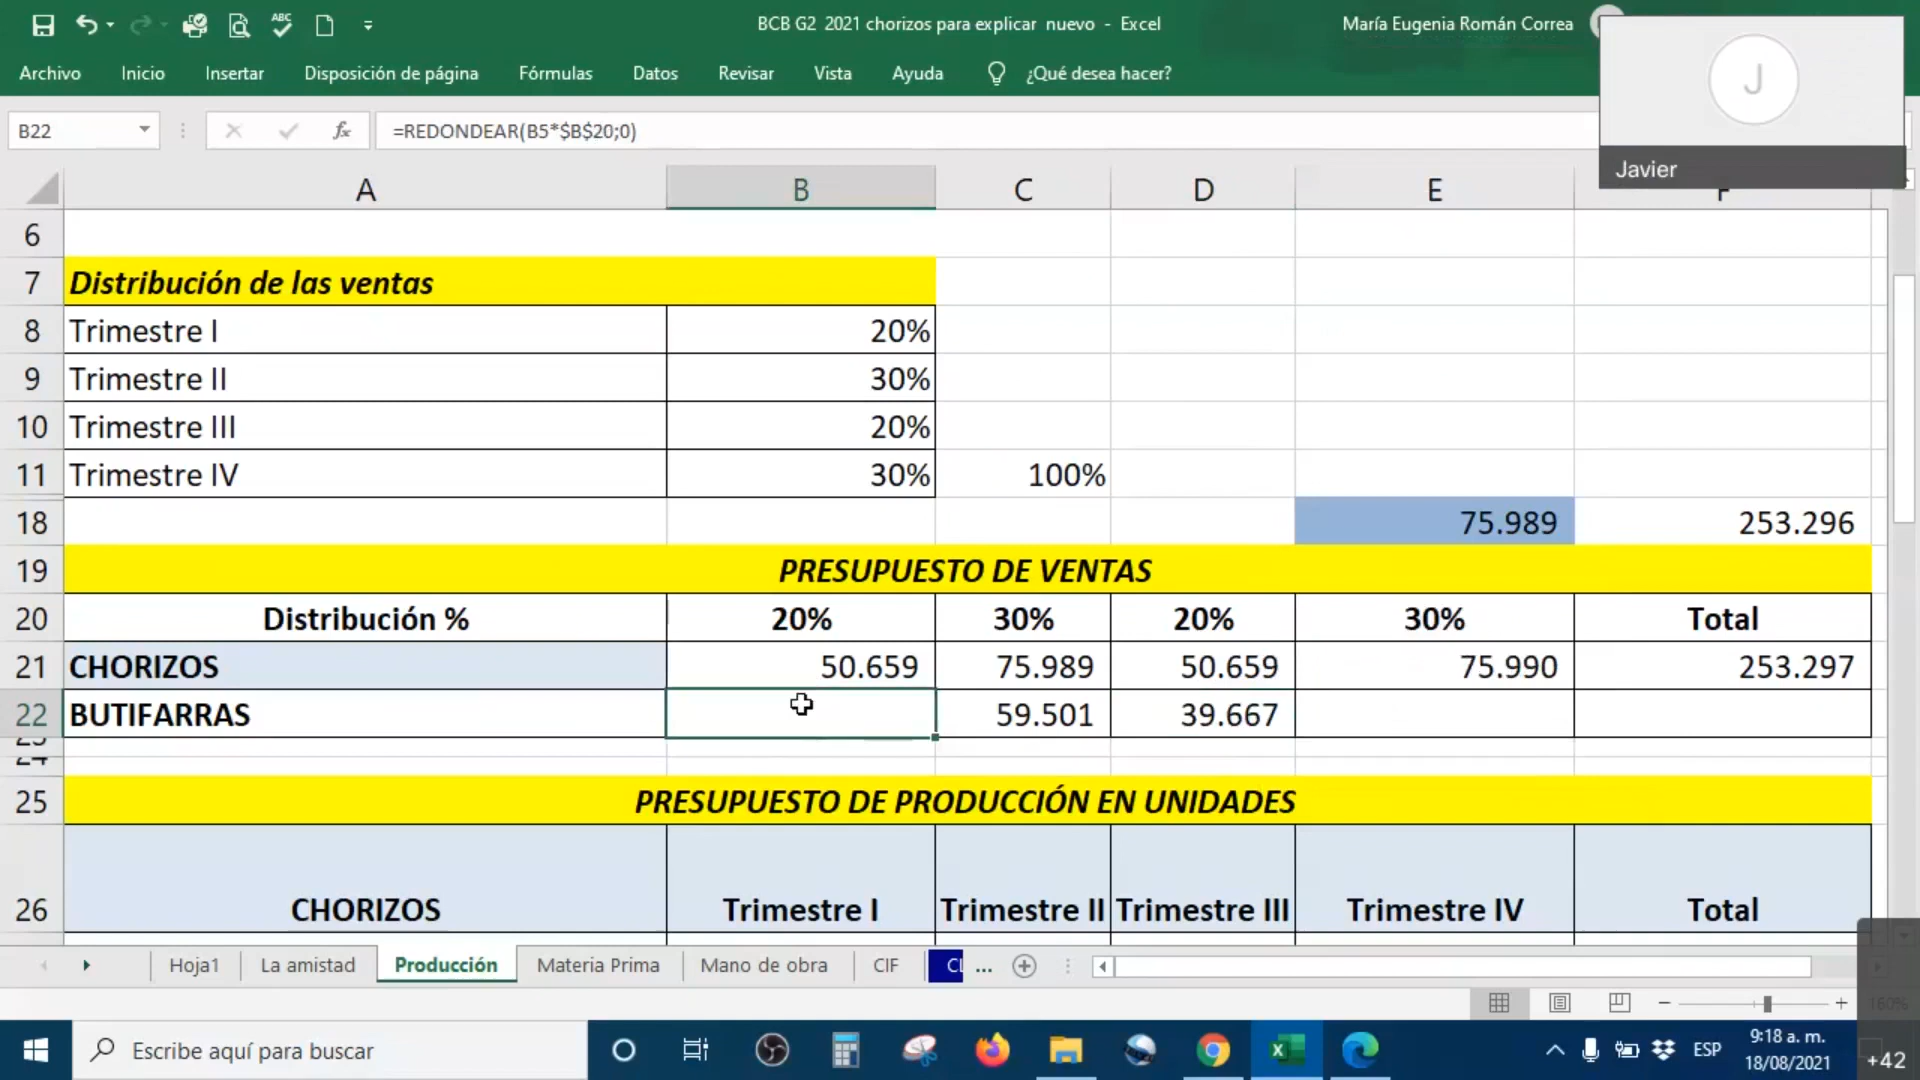 BCB G2 2021 chorizos para explicar nuevo - Excel
María Eugenia Román Correa
Archivo Inicio Insertar Disposición de página Fórmulas Datos Revisar Vista Ayuda ¿Qué desea hacer?
J
Javier
B22 fx =REDONDEAR(B5*$B$20;0)
A B C D E F
6
7 Distribución de las ventas
8 Trimestre I 20%
9 Trimestre II 30%
10 Trimestre III 20%
11 Trimestre IV 30% 100%
18 75.989 253.296
19 PRESUPUESTO DE VENTAS
20 Distribución % 20% 30% 20% 30% Total
21 CHORIZOS 50.659 75.989 50.659 75.990 253.297
22 BUTIFARRAS 59.501 39.667
23
24
25 PRESUPUESTO DE PRODUCCIÓN EN UNIDADES
26 CHORIZOS Trimestre I Trimestre II Trimestre III Trimestre IV Total
Hoja1 La amistad Producción Materia Prima Mano de obra CIF ...
160%
Escribe aquí para buscar
ESP
9:18 a. m.
18/08/2021
+42